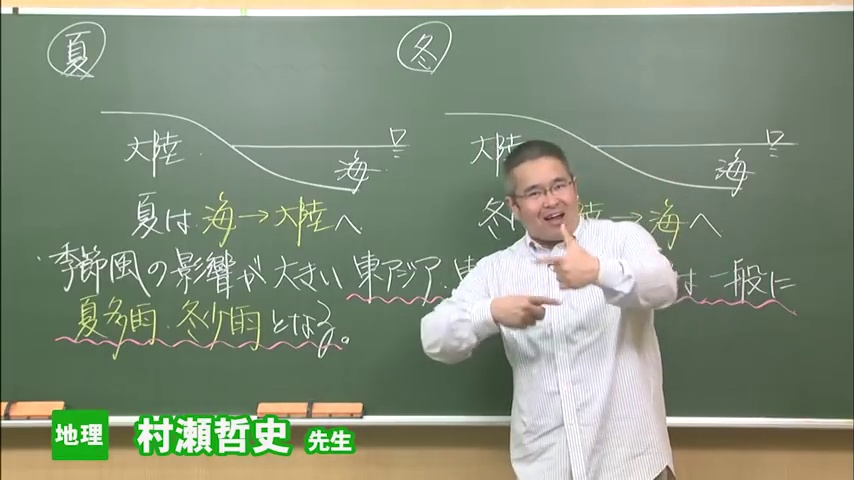 夏
冬
大陸
海
大陸
海
夏は 海→大陸へ
冬 陸→海へ
季節風の影響が大きい 東アジア・東 は一般に
夏多雨・冬少雨となる。
地理 村瀬哲史 先生